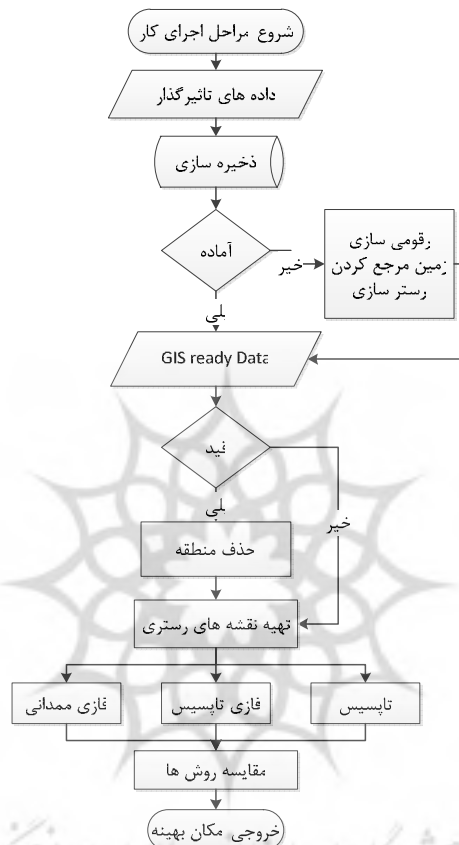 شروع مراحل اجرای کار
داده های تاثیرگذار
ذخیره سازی
آماده
خیر
رقومی سازی
زمین مرجع کردن
رستر سازی
بلی
GIS ready Data
قید
خیر
بلی
حذف منطقه
تهیه نقشه های رستری
فازی ممدانی
فازی تاپسیس
تاپسیس
مقایسه روش ها
خروجی مکان بهینه